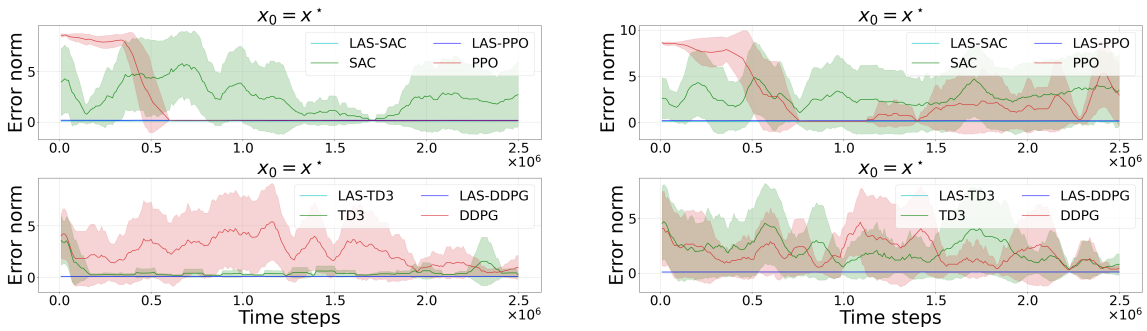 x₀ = x*
Error norm
5
0
LAS-SAC
SAC
LAS-PPO
PPO
0.0 0.5 1.0 1.5 2.0 2.5
×10⁶
x₀ = x*
Error norm
10
5
0
LAS-SAC
SAC
LAS-PPO
PPO
0.0 0.5 1.0 1.5 2.0 2.5
×10⁶
x₀ = x*
Error norm
5
0
LAS-TD3
TD3
LAS-DDPG
DDPG
0.0 0.5 1.0 1.5 2.0 2.5
×10⁶
Time steps
x₀ = x*
Error norm
5
0
LAS-TD3
TD3
LAS-DDPG
DDPG
0.0 0.5 1.0 1.5 2.0 2.5
×10⁶
Time steps